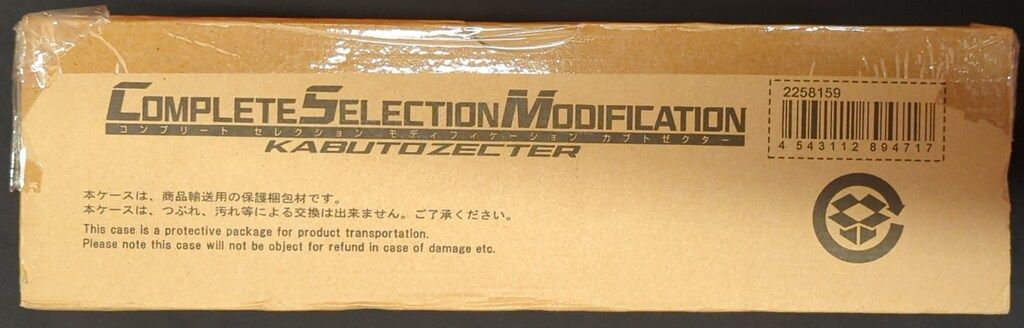 COMPLETE SELECTION MODIFICATION
コンプリート セレクション モディフィケーション カブトゼクター
KABUTOZECTER
2258159
4 543112 894717
本ケースは、商品輸送用の保護梱包材です。
本ケースは、つぶれ、汚れ等による交換は出来ません。ご了承ください。
This case is a protective package for product transportation.
Please note this case will not be object for refund in case of damage etc.